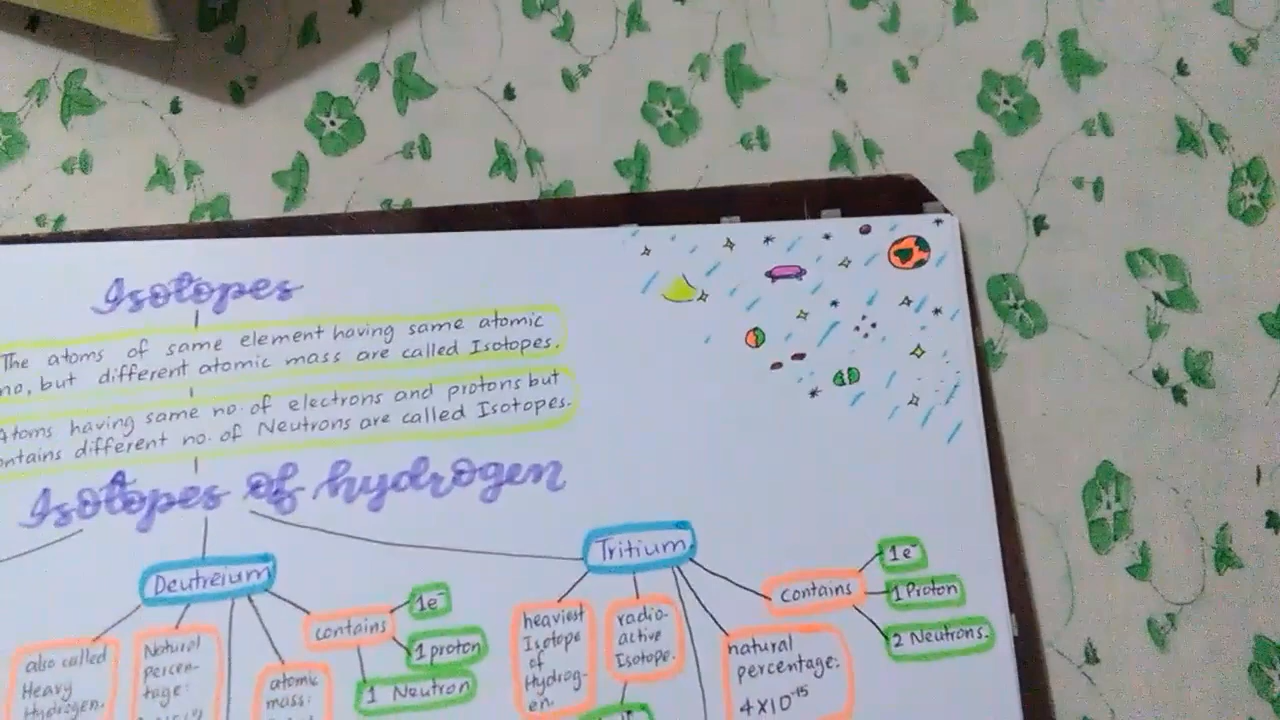 Isotopes
The atoms of same element having same atomic
no, but different atomic mass are called Isotopes.
Atoms having same no. of electrons and protons but
ontains different no. of Neutrons are called Isotopes.
Isotopes of hydrogen
Deutreium
also called
Heavy
Hydrogen.
Natural
percen-
tage:
atomic
mass:
contains
1e⁻
1 proton
1 Neutron
Tritium
heaviest
Isotope
of
Hydrog-
en.
radio-
active
Isotope.
natural
percentage:
4X10⁻¹⁵
contains
1e⁻
1 Proton
2 Neutrons.